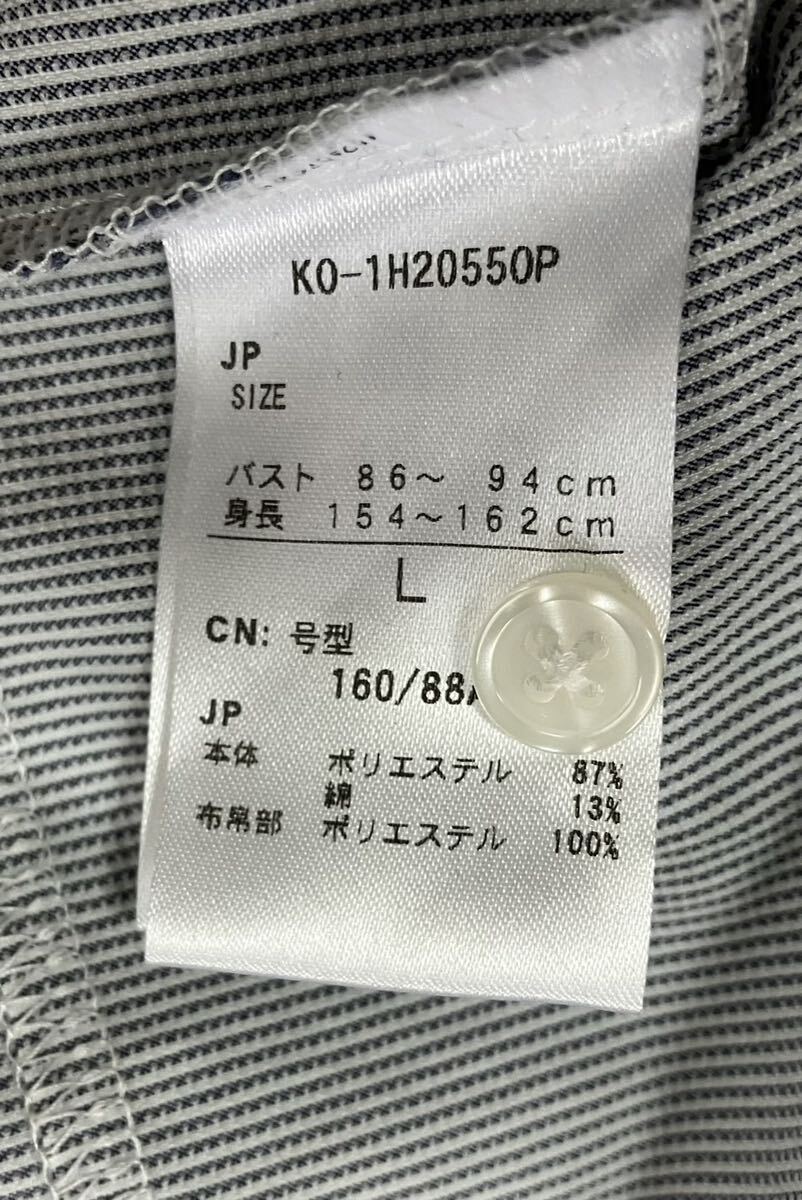 KO-1H20550P
JP
SIZE
バスト 86～ 94cm
身長 154～162cm
L
CN: 号型
160/88
JP
本体 ポリエステル 87%
綿 13%
布帛部 ポリエステル 100%